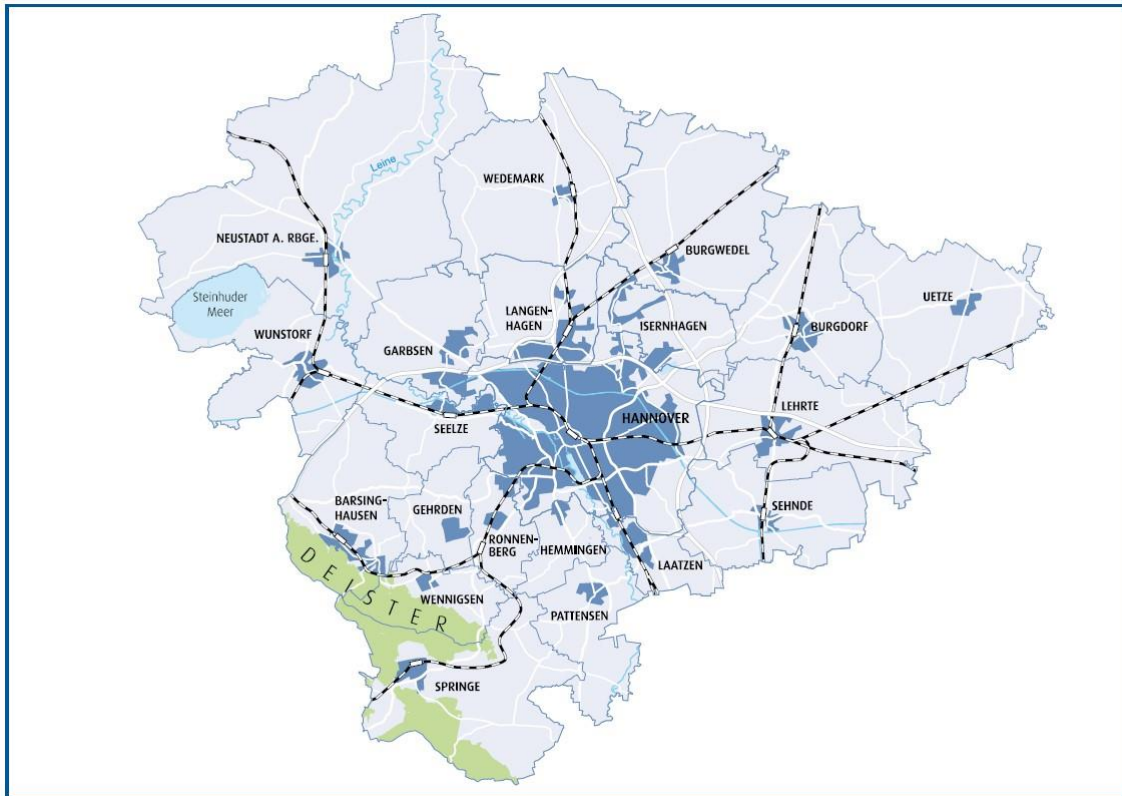 Leine
WEDEMARK
NEUSTADT A. RBGE.
BURGWEDEL
Steinhuder
Meer
UETZE
LANGEN-
HAGEN
ISERNHAGEN
BURGDORF
WUNSTORF
GARBSEN
LEHRTE
HANNOVER
SEELZE
BARSING-
HAUSEN
GEHRDEN
SEHNDE
RONNEN-
BERG
HEMMINGEN
LAATZEN
DEISTER
WENNIGSEN
PATTENSEN
SPRINGE